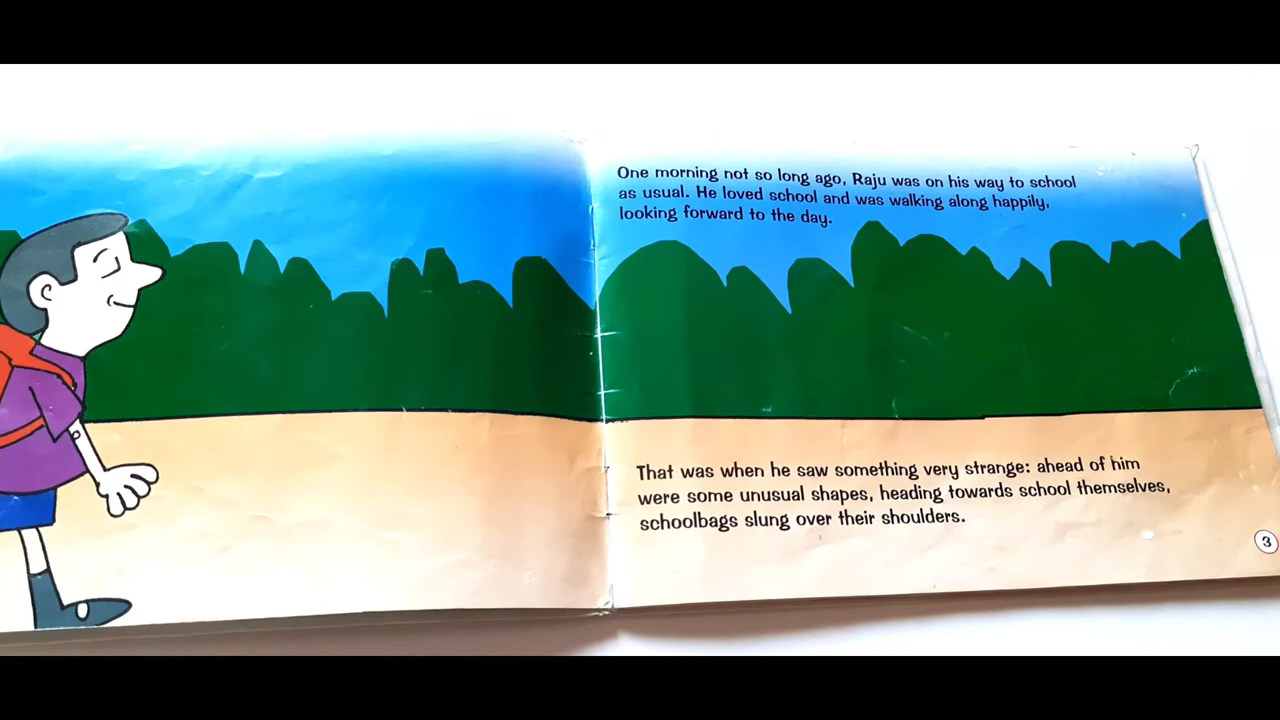 One morning not so long ago, Raju was on his way to school
as usual. He loved school and was walking along happily,
looking forward to the day.
That was when he saw something very strange: ahead of him
were some unusual shapes, heading towards school themselves,
schoolbags slung over their shoulders.
3